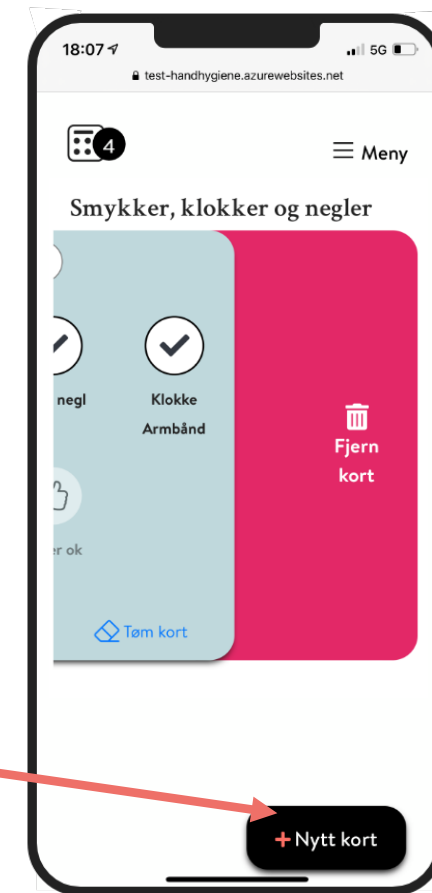 18:07
5G
test-handhygiene.azurewebsites.net
4
Meny
Smykker, klokker og negler
negl
Klokke
Armbånd
Fjern
kort
er ok
Tøm kort
+Nytt kort